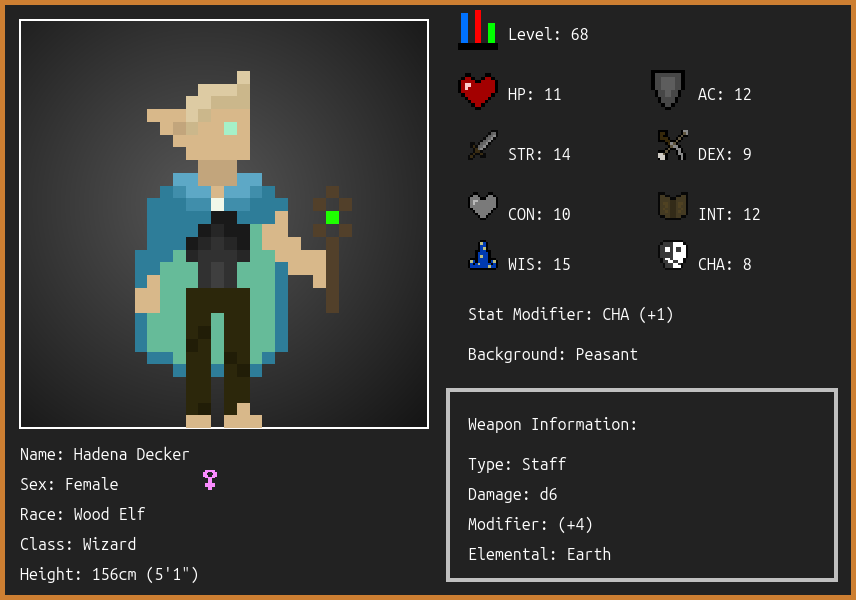 Level: 68
HP: 11
AC: 12
STR: 14
DEX: 9
CON: 10
INT: 12
WIS: 15
CHA: 8
Stat Modifier: CHA (+1)
Background: Peasant
Name: Hadena Decker
Sex: Female
Race: Wood Elf
Class: Wizard
Height: 156cm (5'1")
Weapon Information:
Type: Staff
Damage: d6
Modifier: (+4)
Elemental: Earth